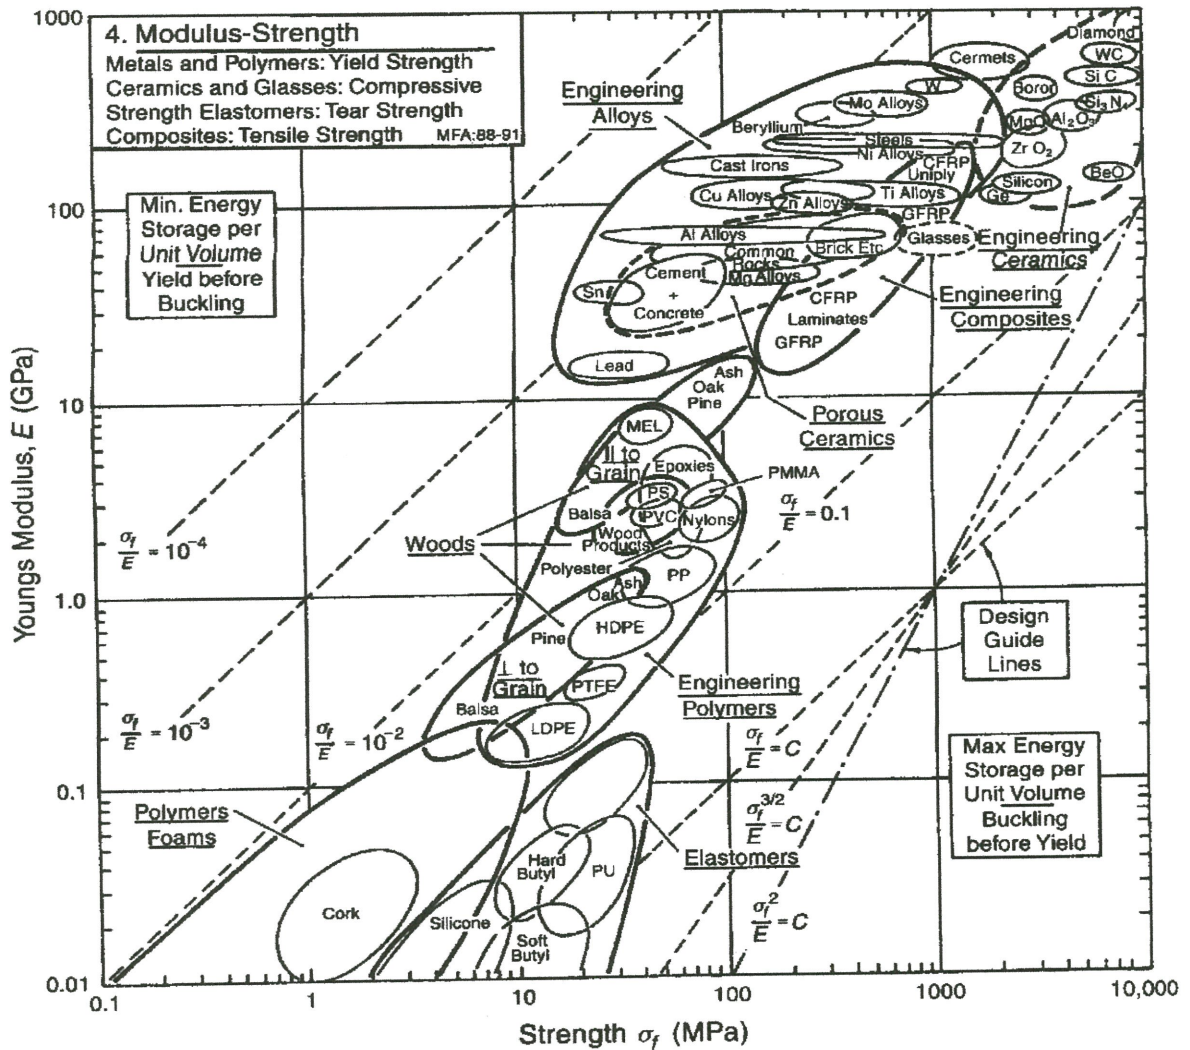 4. Modulus-Strength
Metals and Polymers: Yield Strength
Ceramics and Glasses: Compressive
Strength Elastomers: Tear Strength
Composites: Tensile Strength MFA:88-91
1000
100
10
1.0
0.1
0.01
Youngs Modulus, E (GPa)
Min. Energy
Storage per
Unit Volume
Yield before
Buckling
Engineering
Alloys
Diamond
WC
Cermets
Si C
W
Boron
Si₃N₄
Mo Alloys
Beryllium
MgO
Al₂O₃
Steels
Ni Alloys
Zr O₂
CFRP
Uniply
Cast Irons
BeO
Silicon
Ge
Cu Alloys
Zn Alloys
Ti Alloys
GFRP
Al Alloys
Brick Etc
Glasses
Engineering
Ceramics
Common
Rocks
Mg Alloys
Cement
+
Concrete
Sn
CFRP
Laminates
GFRP
Engineering
Composites
Lead
Ash
Oak
Pine
Porous
Ceramics
MEL
|| to
Grain
Epoxies
PMMA
PS
Balsa
PVC
Nylons
σf/E = 0.1
Wood
Products
Woods
Polyester
σf/E = 10⁻⁴
PP
Ash
Oak
Pine
HDPE
Design
Guide
Lines
⊥ to
Grain
PTFE
Engineering
Polymers
Balsa
LDPE
σf/E = 10⁻³
σf/E = 10⁻²
σf/E = C
Max Energy
Storage per
Unit Volume
Buckling
before Yield
Polymers
Foams
σf^3/2/E = C
Elastomers
Hard
Butyl
PU
Cork
Silicone
σf²/E = C
Soft
Butyl
0.1
1
10
100
1000
10,000
Strength σf (MPa)